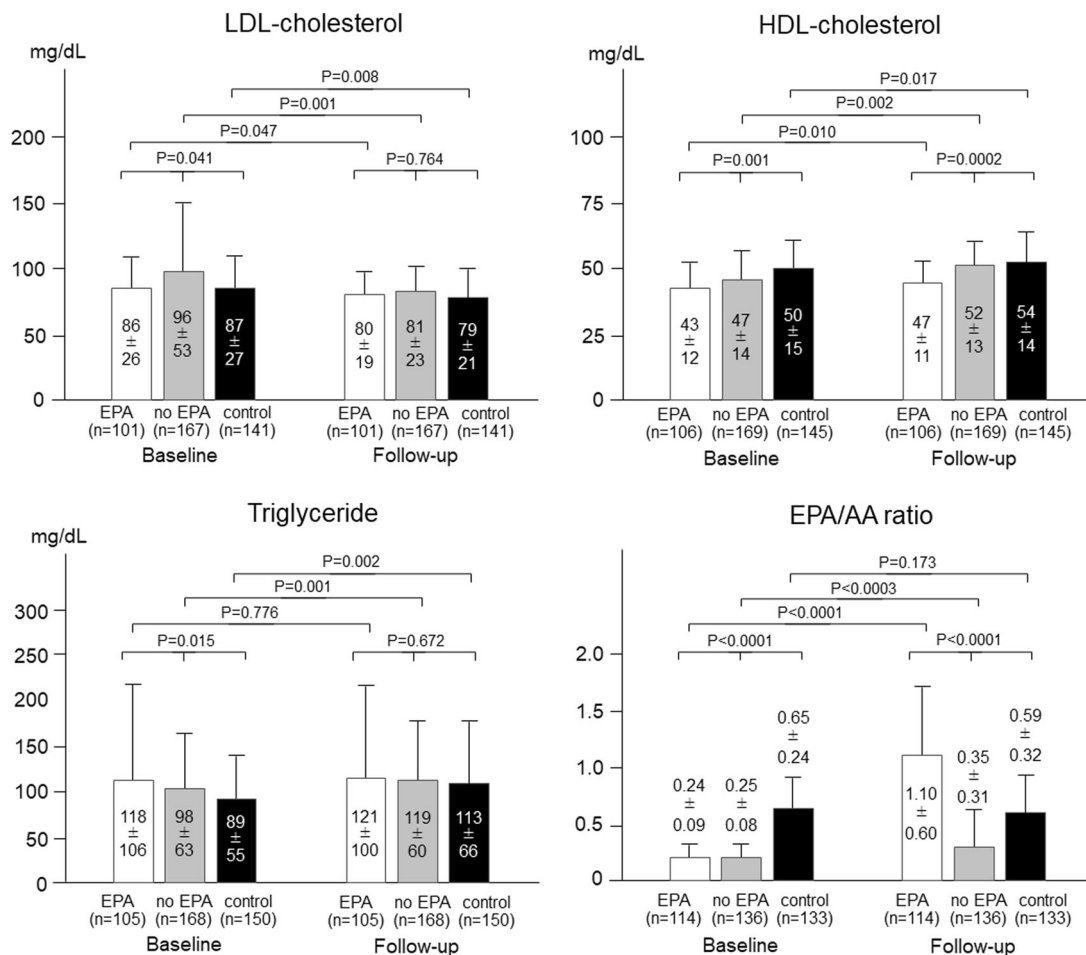 LDL-cholesterol
mg/dL
P=0.008
P=0.001
P=0.047
P=0.041
P=0.764
200
150
100
50
0
86 ± 26
96 ± 53
87 ± 27
80 ± 19
81 ± 23
79 ± 21
EPA no EPA control
(n=101) (n=167) (n=141)
Baseline
EPA no EPA control
(n=101) (n=167) (n=141)
Follow-up
HDL-cholesterol
mg/dL
P=0.017
P=0.002
P=0.010
P=0.001
P=0.0002
100
75
50
25
0
43 ± 12
47 ± 14
50 ± 15
47 ± 11
52 ± 13
54 ± 14
EPA no EPA control
(n=106) (n=169) (n=145)
Baseline
EPA no EPA control
(n=106) (n=169) (n=145)
Follow-up
Triglyceride
mg/dL
P=0.002
P=0.001
P=0.776
P=0.015
P=0.672
300
250
200
150
100
50
0
118 ± 106
98 ± 63
89 ± 55
121 ± 100
119 ± 60
113 ± 66
EPA no EPA control
(n=105) (n=168) (n=150)
Baseline
EPA no EPA control
(n=105) (n=168) (n=150)
Follow-up
EPA/AA ratio
P=0.173
P<0.0003
P<0.0001
P<0.0001
P<0.0001
2.0
1.5
1.0
0.5
0
0.24 ± 0.09
0.25 ± 0.08
0.65 ± 0.24
1.10 ± 0.60
0.35 ± 0.31
0.59 ± 0.32
EPA no EPA control
(n=114) (n=136) (n=133)
Baseline
EPA no EPA control
(n=114) (n=136) (n=133)
Follow-up